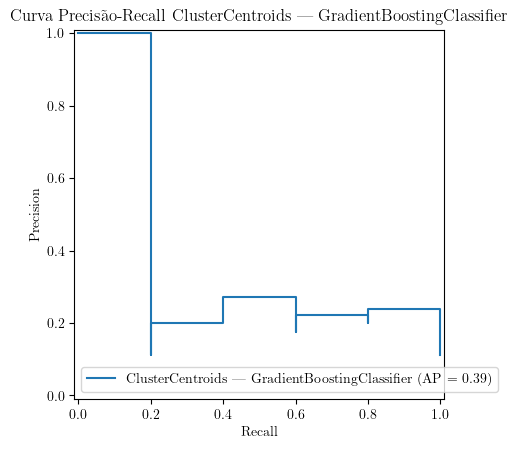 Curva Precisão-Recall ClusterCentroids — GradientBoostingClassifier
1.0
0.8
0.6
0.4
0.2
0.0
Precision
ClusterCentroids — GradientBoostingClassifier (AP = 0.39)
0.0 0.2 0.4 0.6 0.8 1.0
Recall